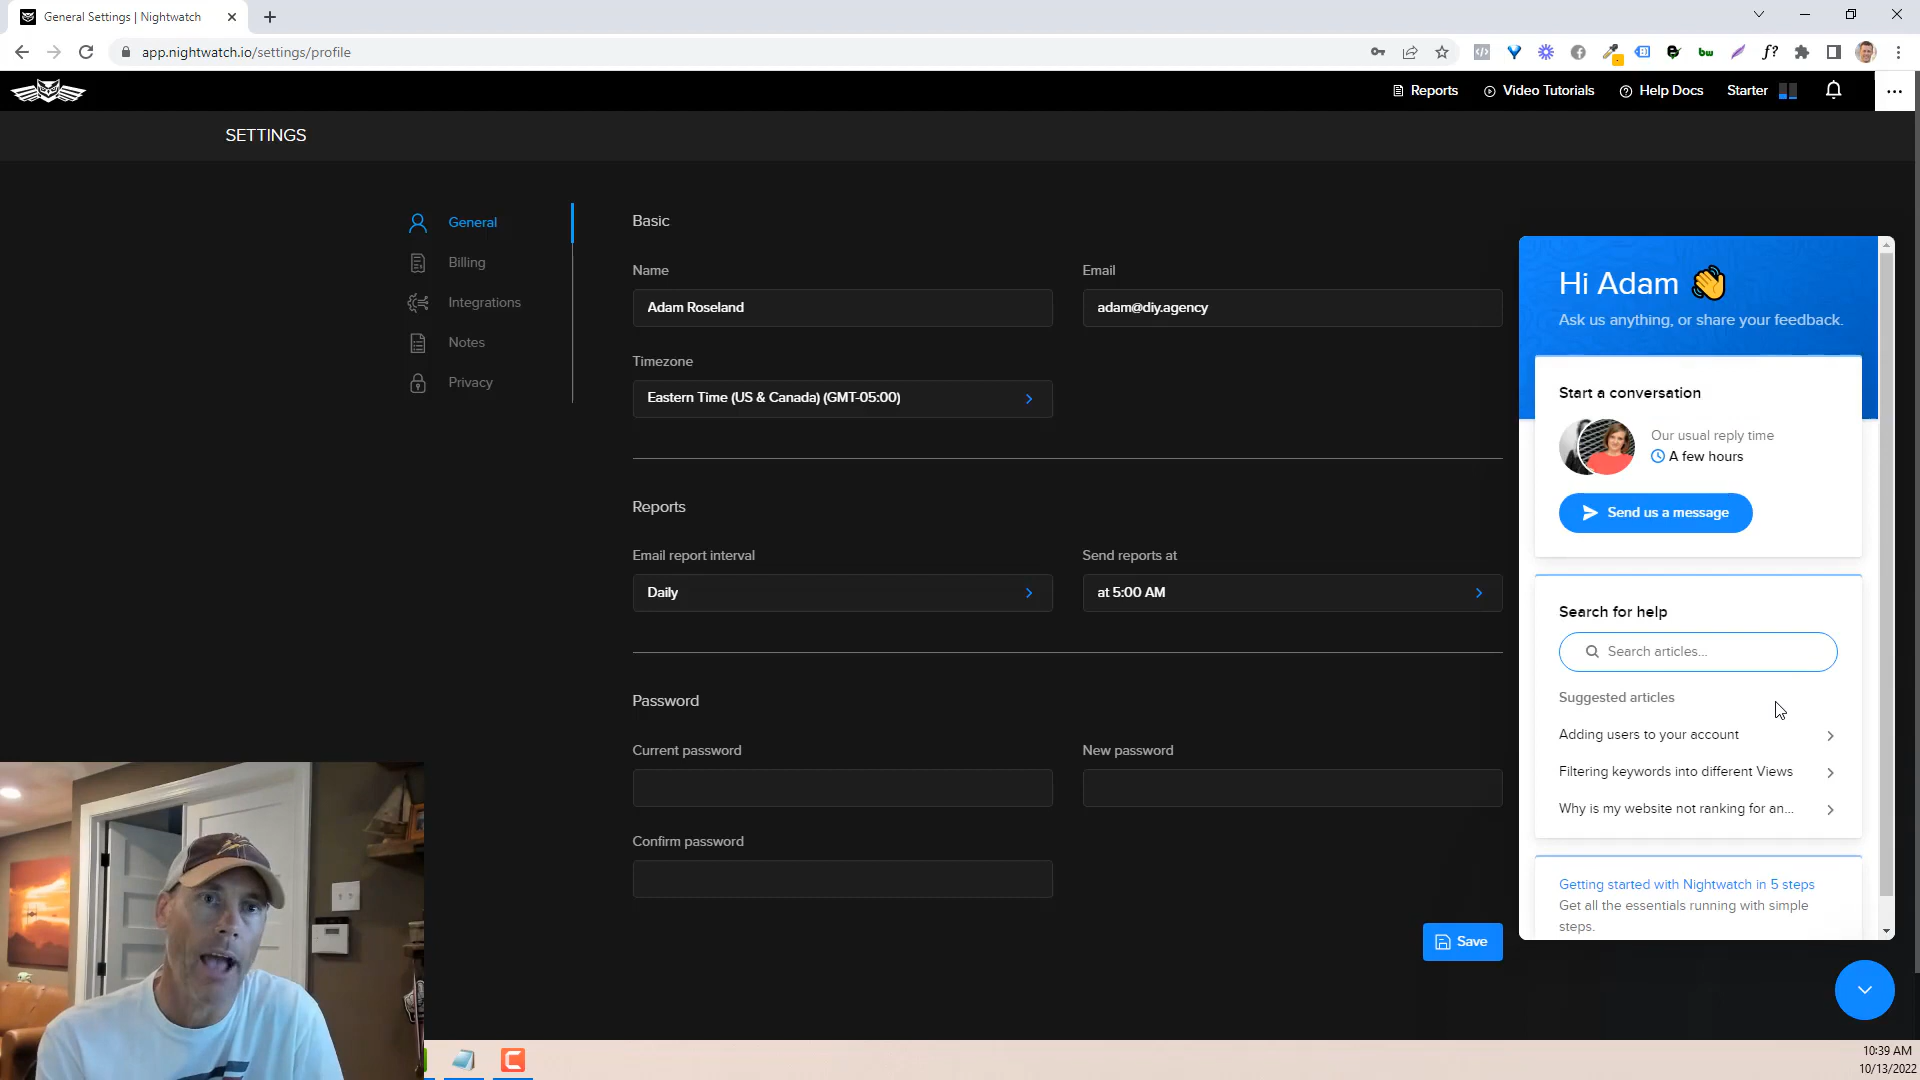 General Settings | Nightwatch
app.nightwatch.io/settings/profile
Reports
Video Tutorials
Help Docs
Starter
SETTINGS
General
Billing
Integrations
Notes
Privacy
Basic
Name
Email
Adam Roseland
adam@diy.agency
Timezone
Eastern Time (US & Canada) (GMT-05:00)
Reports
Email report interval
Send reports at
Daily
at 5:00 AM
Password
Current password
New password
Confirm password
Save
Hi Adam 👋
Ask us anything, or share your feedback.
Start a conversation
Our usual reply time
A few hours
Send us a message
Search for help
Search articles...
Suggested articles
Adding users to your account
Filtering keywords into different Views
Why is my website not ranking for an...
Getting started with Nightwatch in 5 steps
Get all the essentials running with simple
steps.
10:39 AM
10/13/2022